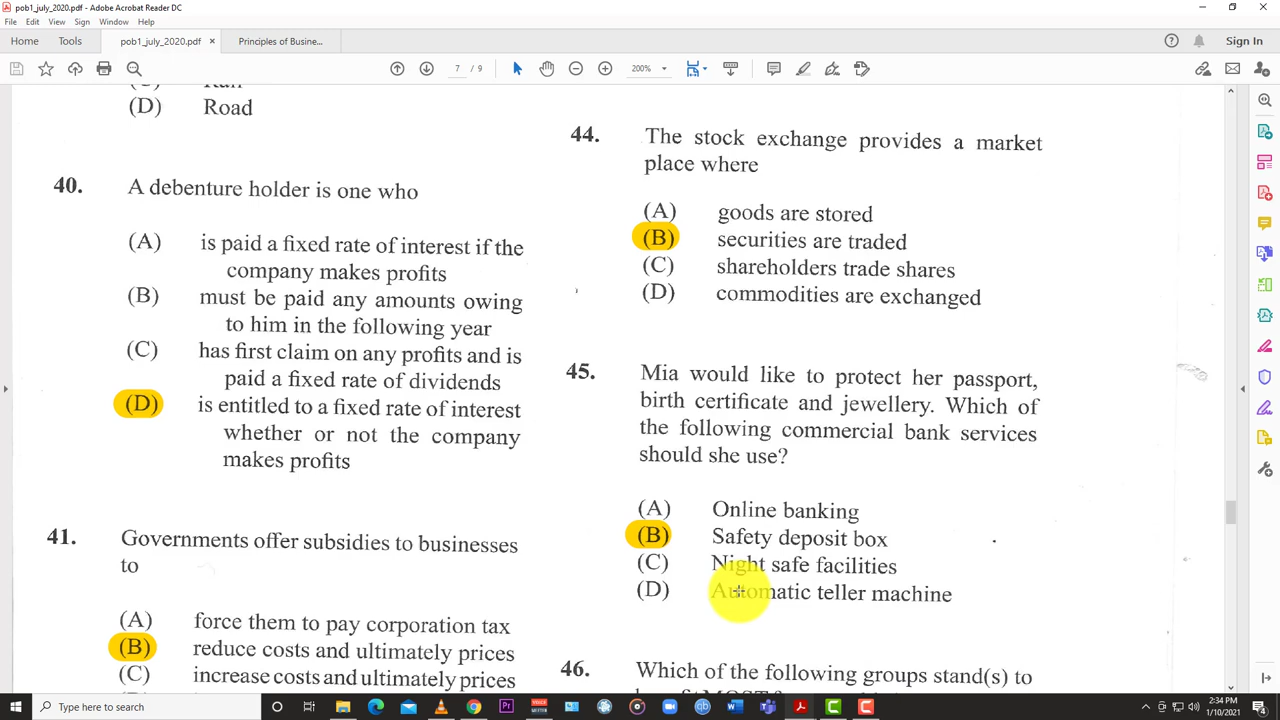 pob1_july_2020.pdf - Adobe Acrobat Reader DC
File Edit View Sign Window Help
Home Tools pob1_july_2020.pdf × Principles of Busine...
Sign In
7 / 9
200%
(D) Road
40. A debenture holder is one who
(A) is paid a fixed rate of interest if the
company makes profits
(B) must be paid any amounts owing
to him in the following year
(C) has first claim on any profits and is
paid a fixed rate of dividends
(D) is entitled to a fixed rate of interest
whether or not the company
makes profits
41. Governments offer subsidies to businesses
to
(A) force them to pay corporation tax
(B) reduce costs and ultimately prices
(C) increase costs and ultimately prices
44. The stock exchange provides a market
place where
(A) goods are stored
(B) securities are traded
(C) shareholders trade shares
(D) commodities are exchanged
45. Mia would like to protect her passport,
birth certificate and jewellery. Which of
the following commercial bank services
should she use?
(A) Online banking
(B) Safety deposit box
(C) Night safe facilities
(D) Automatic teller machine
46. Which of the following groups stand(s) to
Type here to search
2:34 PM
1/10/2021